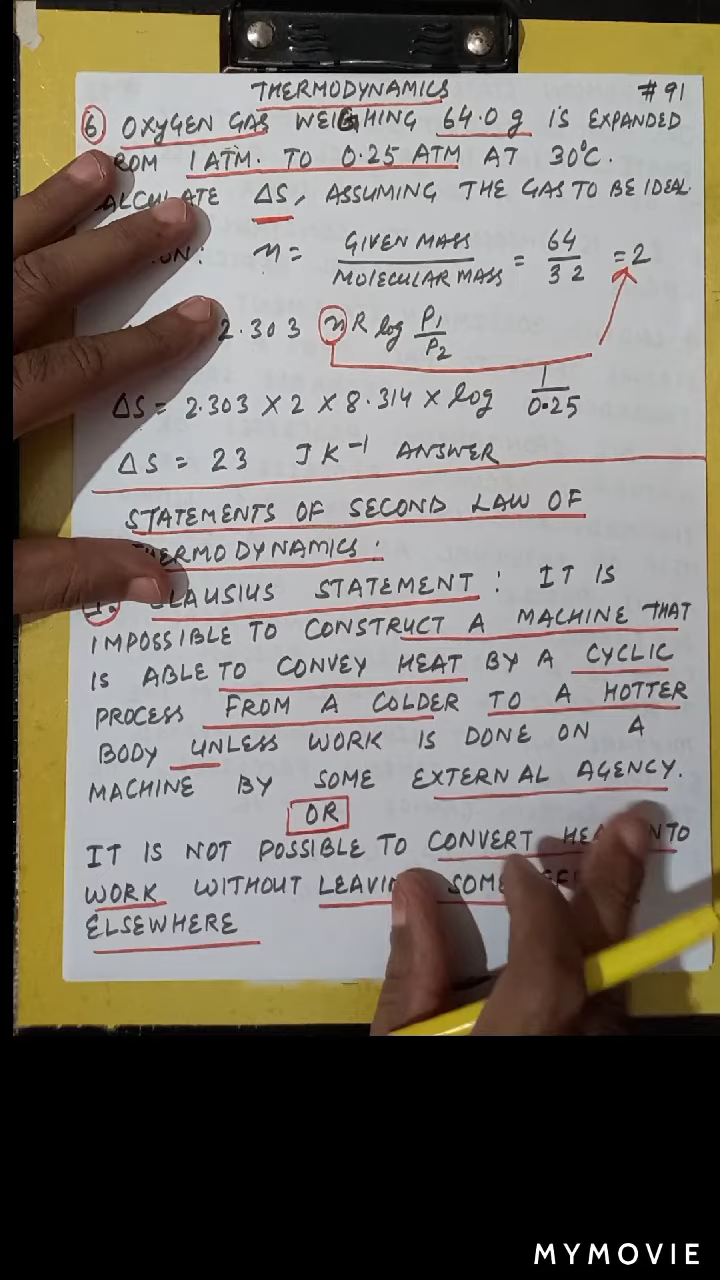 THERMODYNAMICS #91
6 OXYGEN GAS WEIGHING 64.0 g IS EXPANDED
ROM 1 ATM. TO 0.25 ATM AT 30°C.
ALCULATE ΔS, ASSUMING THE GAS TO BE IDEAL.
ON: n = GIVEN MASS / MOLECULAR MASS = 64 / 32 = 2
2.303 n R log P1 / P2
ΔS = 2.303 × 2 × 8.314 × log 1 / 0.25
ΔS = 23 J K⁻¹ ANSWER
STATEMENTS OF SECOND LAW OF
THERMODYNAMICS:
1. CLAUSIUS STATEMENT: IT IS
IMPOSSIBLE TO CONSTRUCT A MACHINE THAT
IS ABLE TO CONVEY HEAT BY A CYCLIC
PROCESS FROM A COLDER TO A HOTTER
BODY UNLESS WORK IS DONE ON A
MACHINE BY SOME EXTERNAL AGENCY.
OR
IT IS NOT POSSIBLE TO CONVERT HEA NTO
WORK WITHOUT LEAVIN SOME
ELSEWHERE
MYMOVIE